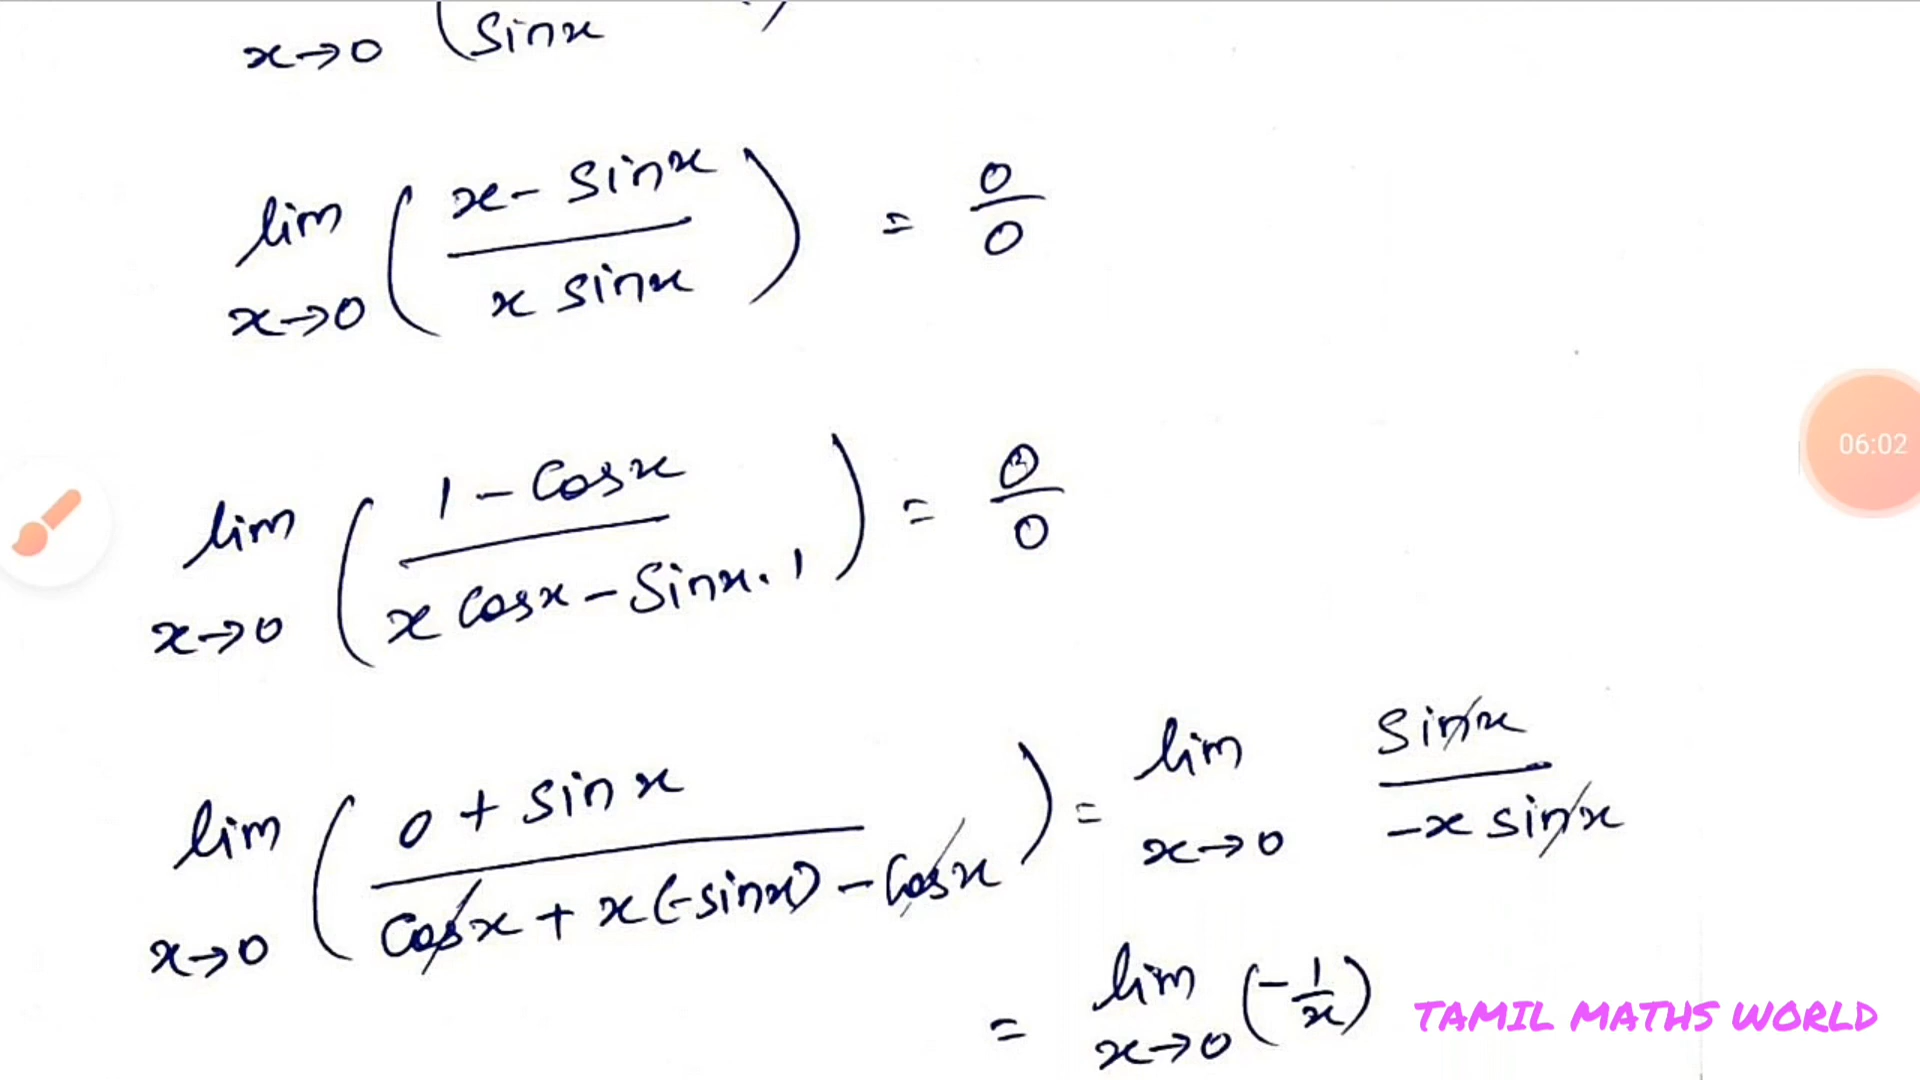 x→0 (sinx )
lim x→0 ( x - sinx / x sinx ) = 0/0
lim x→0 ( 1 - cosx / x cosx - sinx . 1 ) = 0/0
lim x→0 ( 0 + sinx / cosx + x(-sinx) - cosx ) = lim x→0 sinx / -x sinx
= lim x→0 (-1/x)
06:02
TAMIL MATHS WORLD